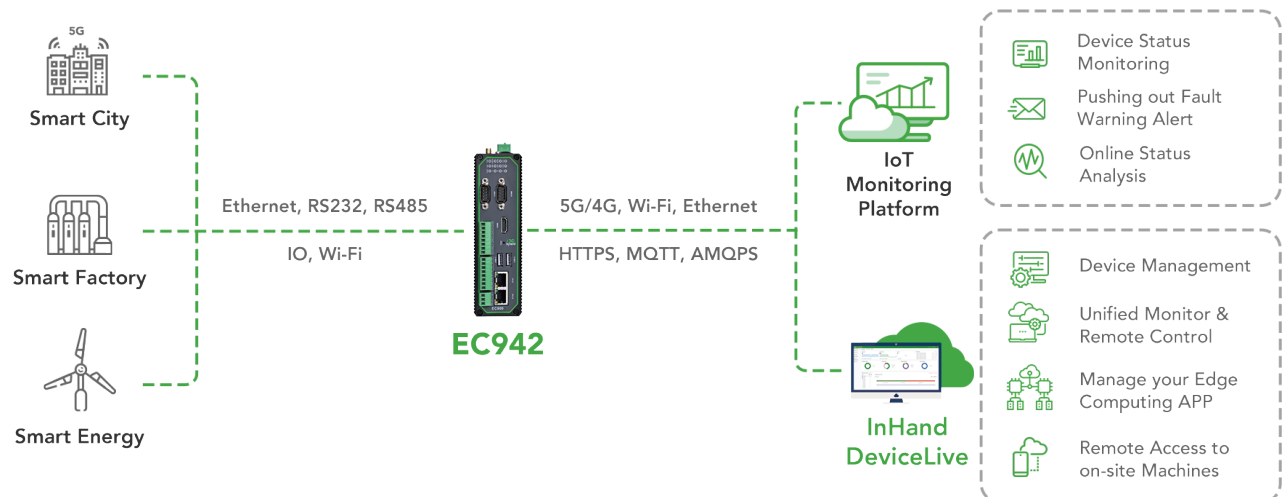 5G
Smart City
Smart Factory
Smart Energy
Ethernet, RS232, RS485
IO, Wi-Fi
EC942
5G/4G, Wi-Fi, Ethernet
HTTPS, MQTT, AMQPS
IoT
Monitoring
Platform
InHand
DeviceLive
Device Status
Monitoring
Pushing out Fault
Warning Alert
Online Status
Analysis
Device Management
Unified Monitor &
Remote Control
Manage your Edge
Computing APP
Remote Access to
on-site Machines